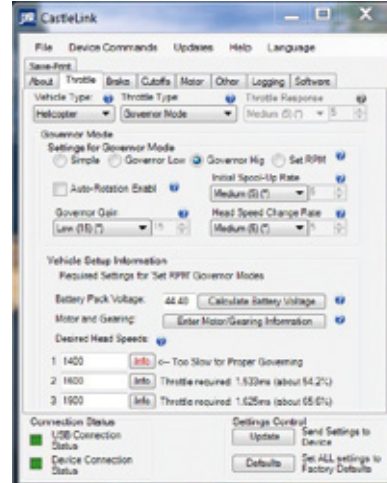 CastleLink
File Device Commands Updates Help Language
Save-Print
About Throttle Brake Cutoffs Motor Other Logging Software
Vehicle Type: Throttle Type: Throttle Response
Helicopter Governor Mode Medium (5) (*) 5
Governor Mode
Settings for Governor Mode
Simple Governor Low Governor Hig Set RPM
Initial Spool-Up Rate
Auto-Rotation Enabl Medium (5) (*) 5
Governor Gain Head Speed Change Rate
Low (15) (*) 15 Medium (5) (*) 5
Vehicle Setup Information
Required Settings for 'Set RPM' Governor Modes
Battery Pack Voltage: 44.40 Calculate Battery Voltage
Motor and Gearing: Enter Motor/Gearing Information
Desired Head Speeds:
1 1400 Info <-- Too Slow for Proper Governing
2 1600 Info Throttle required 1.533ms (about 54.2%)
3 1900 Info Throttle required 1.625ms (about 65.6%)
Connection Status Settings Control
USB Connection Status Update Send Settings to Device
Device Connection Status Defaults Set ALL settings to Factory Defaults